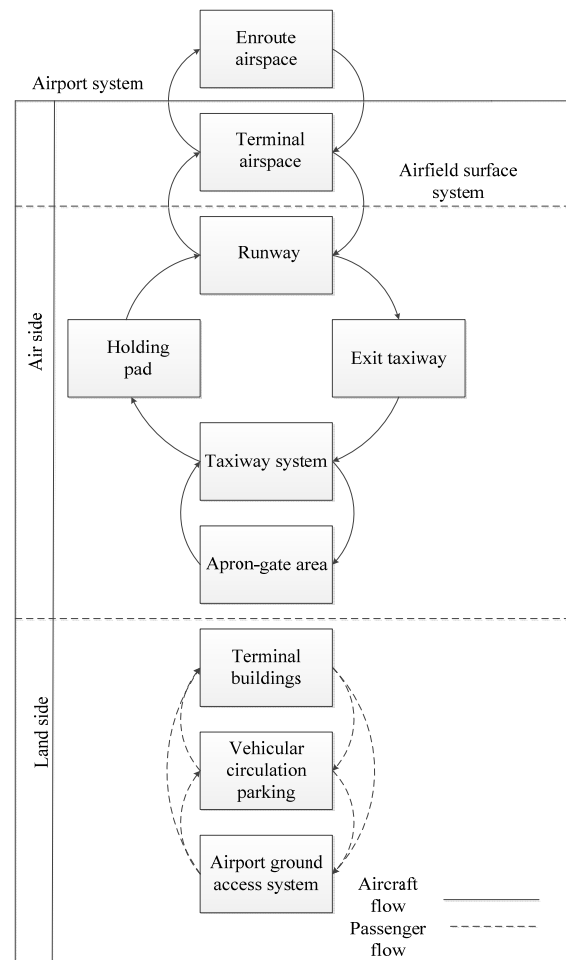 Enroute
airspace
Airport system
Terminal
airspace
Airfield surface
system
Runway
Air side
Holding
pad
Exit taxiway
Taxiway system
Apron-gate area
Terminal
buildings
Land side
Vehicular
circulation
parking
Airport ground
access system
Aircraft
flow
Passenger
flow